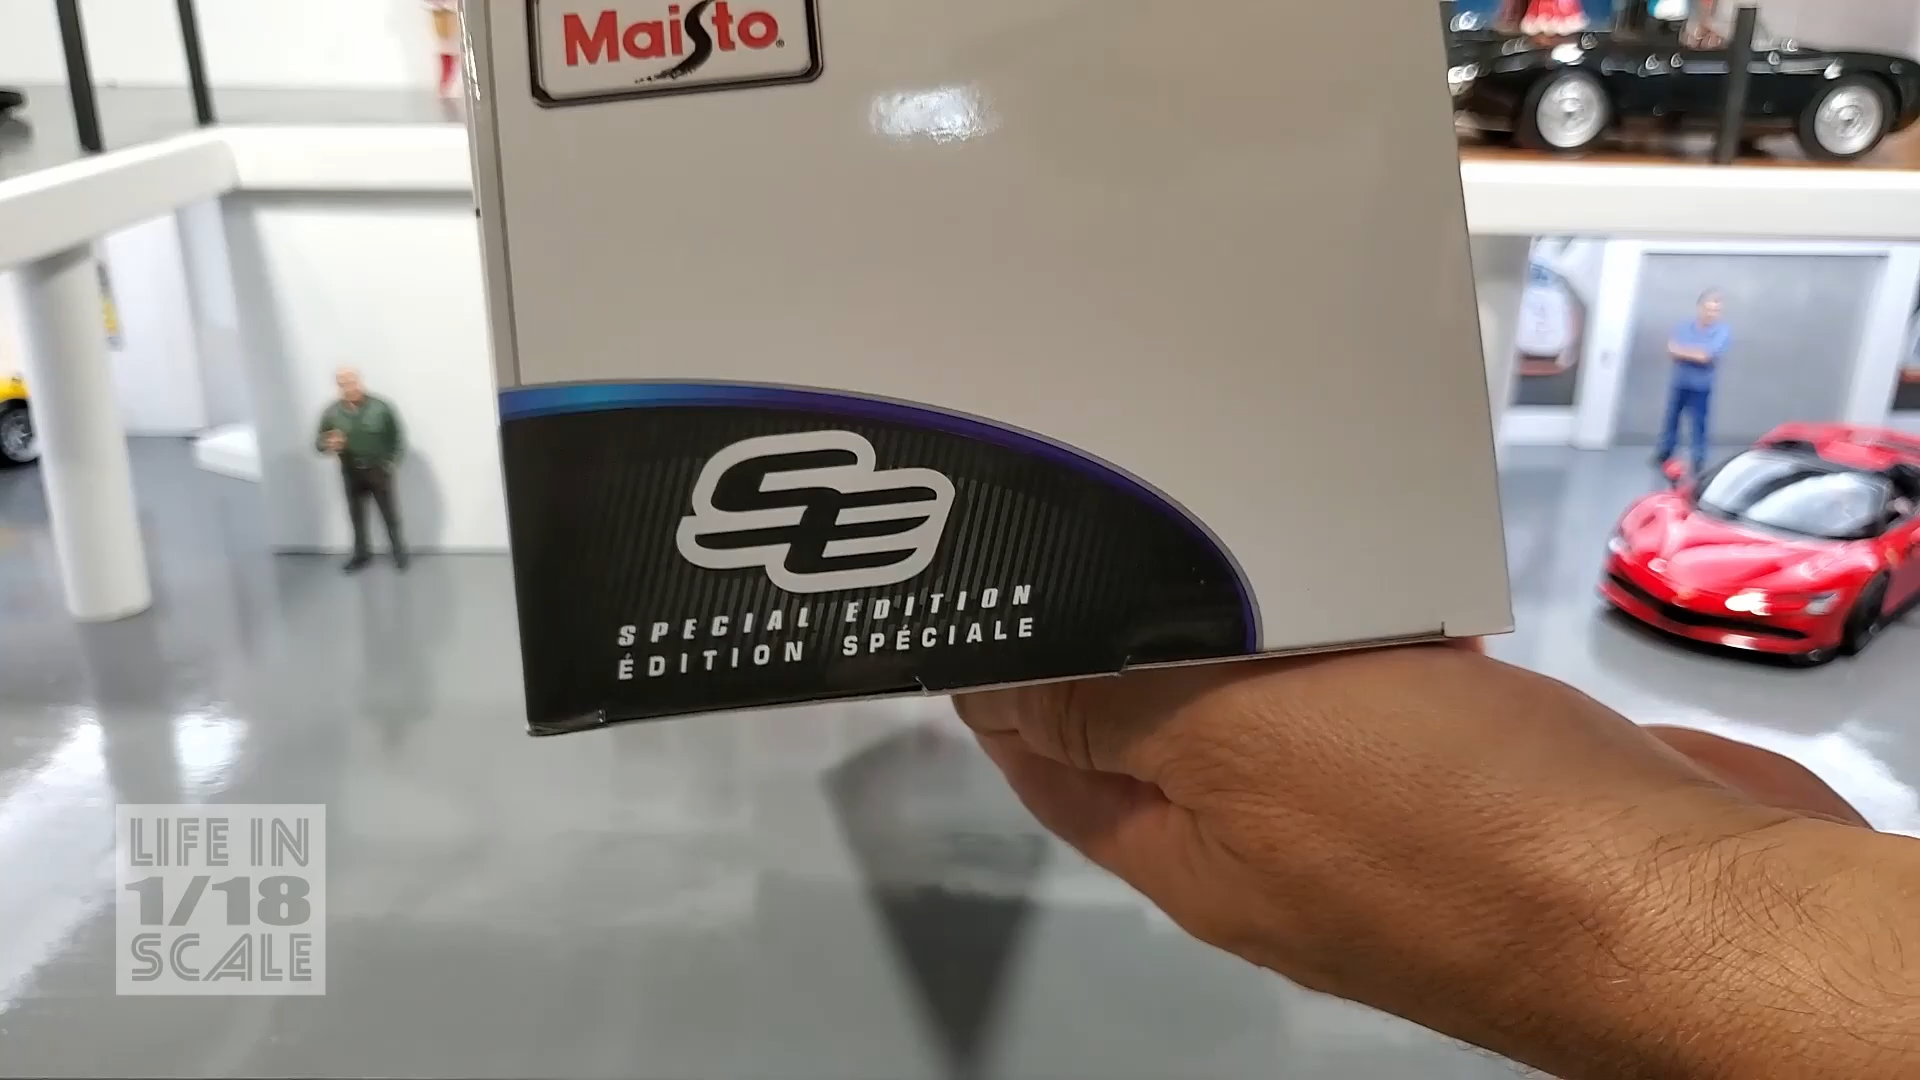 Maisto
SE
SPECIAL EDITION
ÉDITION SPÉCIALE
LIFE IN
1/18
SCALE